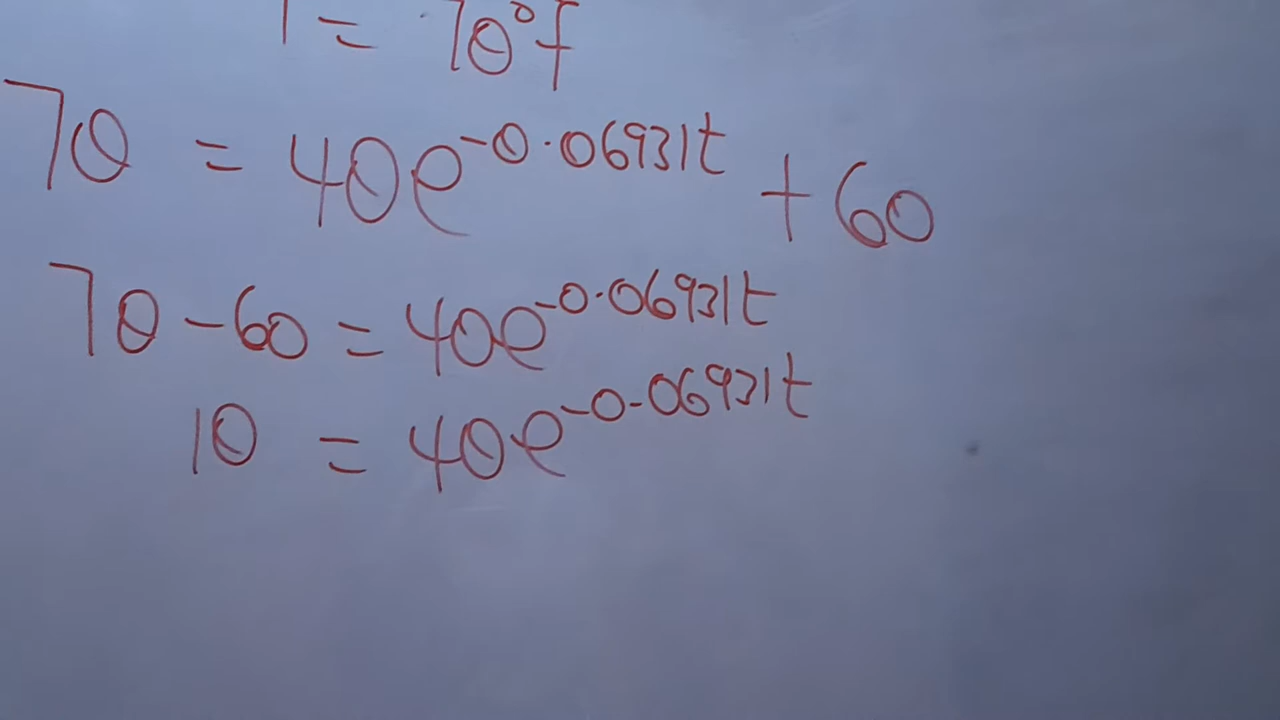 T = 70°f
70 = 40e^-0.06931t + 60
70 - 60 = 40e^-0.06931t
10 = 40e^-0.06931t